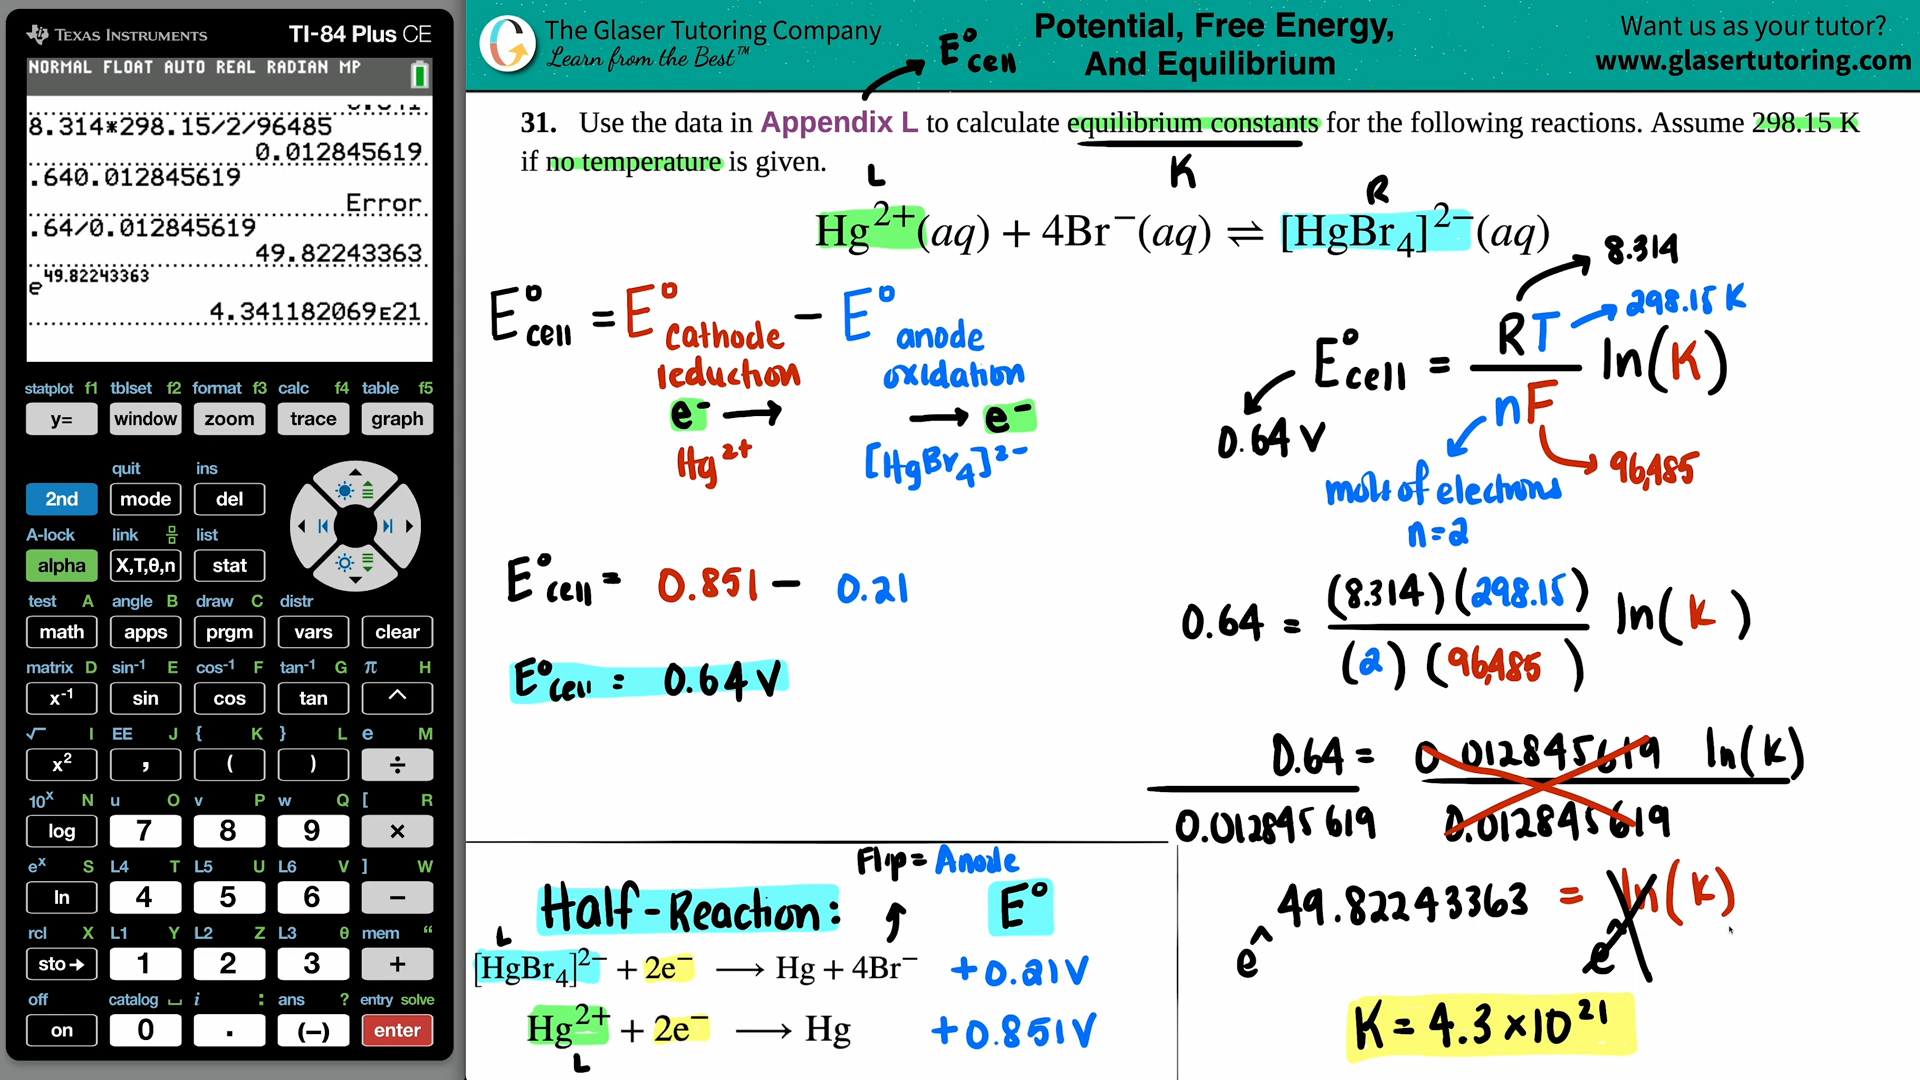 TEXAS INSTRUMENTS TI-84 Plus CE
NORMAL FLOAT AUTO REAL RADIAN MP
8.314*298.15/2/96485
0.012845619
.640.012845619
Error
.64/0.012845619
49.82243363
e^49.82243363
4.341182069E21
statplot f1 tblset f2 format f3 calc f4 table f5
y= window zoom trace graph
quit ins
2nd mode del
A-lock link list
alpha X,T,θ,n stat
test A angle B draw C distr
math apps prgm vars clear
matrix D sin⁻¹ E cos⁻¹ F tan⁻¹ G π H
x⁻¹ sin cos tan ^
√ I EE J { K } L e M
x² , ( ) ÷
10ˣ N u O v P w Q [ R
log 7 8 9 ×
eˣ S L4 T L5 U L6 V ] W
ln 4 5 6 −
rcl X L1 Y L2 Z L3 θ mem “
sto→ 1 2 3 +
off catalog ␣ i : ans ? entry solve
on 0 . (−) enter
The Glaser Tutoring Company
Learn from the Best™
E°cell
Potential, Free Energy,
And Equilibrium
Want us as your tutor?
www.glasertutoring.com
31. Use the data in Appendix L to calculate equilibrium constants for the following reactions. Assume 298.15 K
if no temperature is given.
L K R
Hg²⁺(aq) + 4Br⁻(aq) ⇌ [HgBr₄]²⁻(aq)
E°cell = E°cathode − E°anode
reduction oxidation
e⁻ → → e⁻
Hg²⁺ [HgBr₄]²⁻
E°cell = 0.851 − 0.21
E°cell = 0.64 V
8.314
298.15 K
E°cell = RT/nF ln(K)
0.64 V
96,485
mols of electrons
n=2
0.64 = (8.314)(298.15)/(2)(96,485) ln(K)
0.64 = 0.012845619 ln(K)
0.012845619 0.012845619
e^49.82243363 = e^ln(K)
K = 4.3 × 10²¹
Flip = Anode
Half-Reaction: E°
L
[HgBr₄]²⁻ + 2e⁻ → Hg + 4Br⁻ +0.21V
Hg²⁺ + 2e⁻ → Hg +0.851V
L